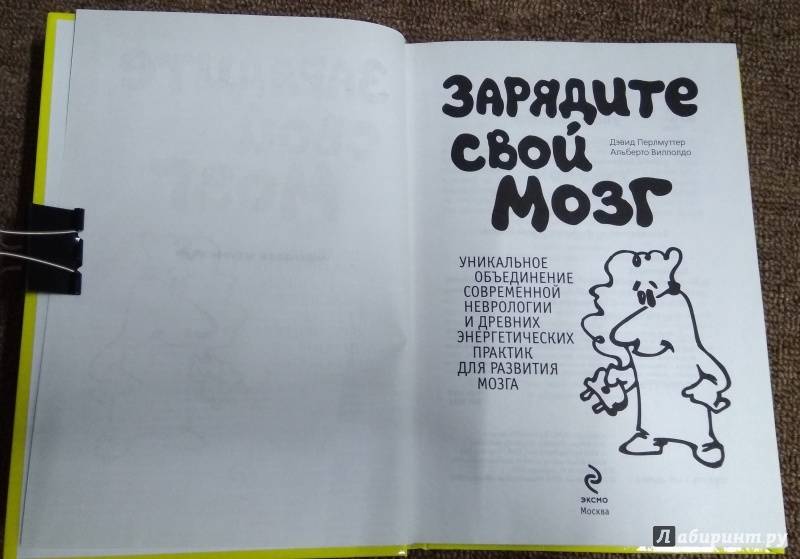 ЗАРЯДИТЕ
СВОЙ
МОЗГ
Дэвид Перлмуттер
Альберто Виллолдо
УНИКАЛЬНОЕ
ОБЪЕДИНЕНИЕ
СОВРЕМЕННОЙ
НЕВРОЛОГИИ
И ДРЕВНИХ
ЭНЕРГЕТИЧЕСКИХ
ПРАКТИК
ДЛЯ РАЗВИТИЯ
МОЗГА
ЭКСМО
Москва
Лабиринт.ру